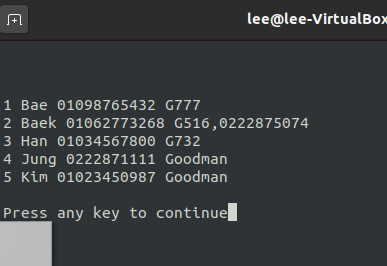 lee@lee-VirtualBox
1 Bae 01098765432 G777
2 Baek 01062773268 G516,0222875074
3 Han 01034567800 G732
4 Jung 0222871111 Goodman
5 Kim 01023450987 Goodman
Press any key to continue